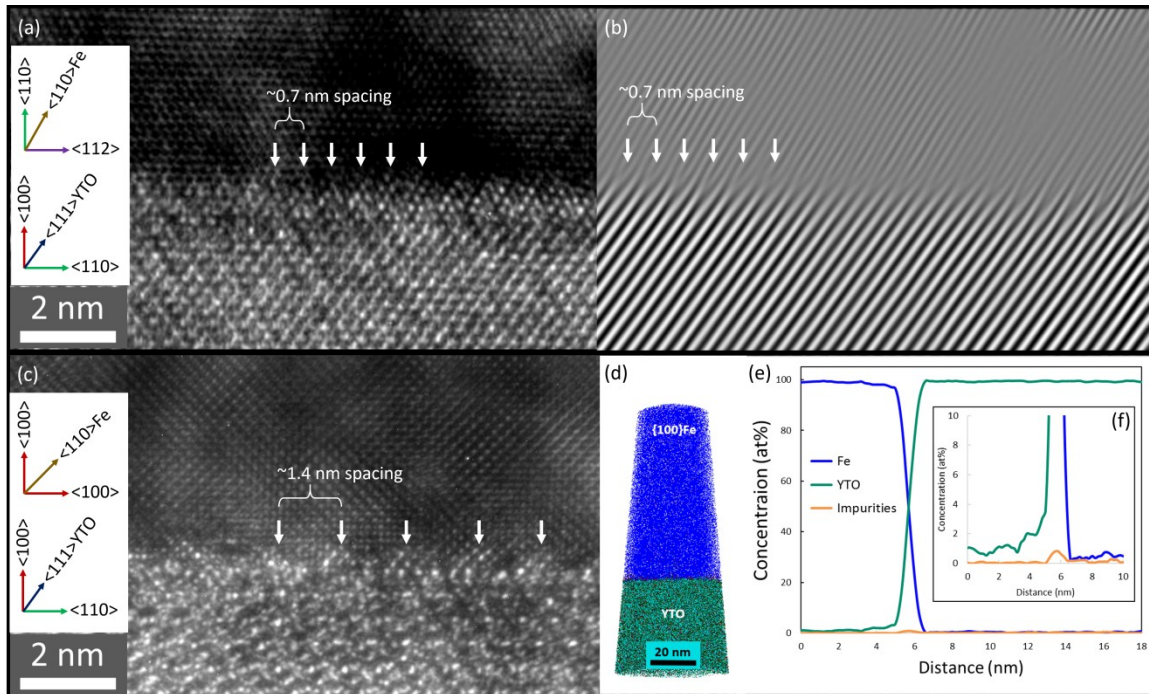 (a)
<110>
<110>Fe
<112>
<100>
<111>YTO
<110>
2 nm
~0.7 nm spacing
(b)
~0.7 nm spacing
(c)
<100>
<110>Fe
<100>
<100>
<111>YTO
<110>
2 nm
~1.4 nm spacing
(d)
{100}Fe
YTO
20 nm
(e)
Concentraion (at%)
100
80
60
40
20
0
Fe
YTO
Impurities
0 2 4 6 8 10 12 14 16 18
Distance (nm)
(f)
Concentration (at%)
10
8
6
4
2
0
0 2 4 6 8 10
Distance (nm)